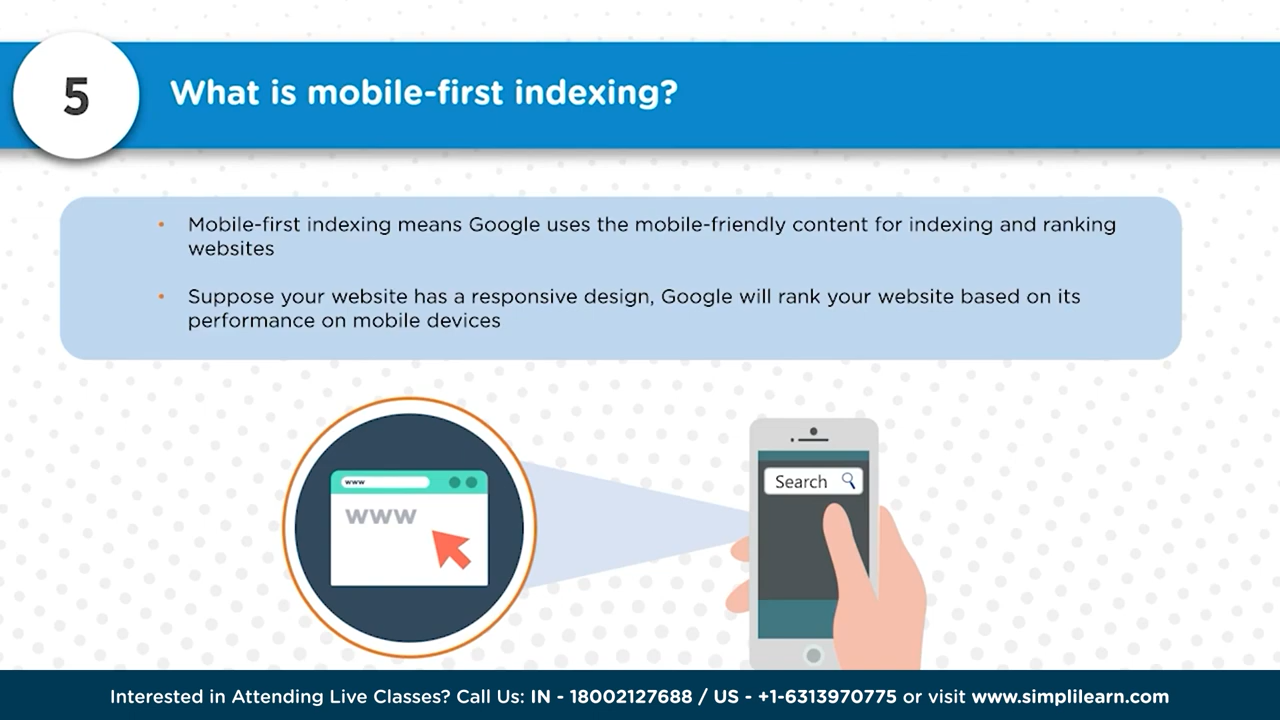 5
What is mobile-first indexing?
• Mobile-first indexing means Google uses the mobile-friendly content for indexing and ranking
websites
• Suppose your website has a responsive design, Google will rank your website based on its
performance on mobile devices
www
www
Search
Interested in Attending Live Classes? Call Us: IN - 18002127688 / US - +1-6313970775 or visit www.simplilearn.com